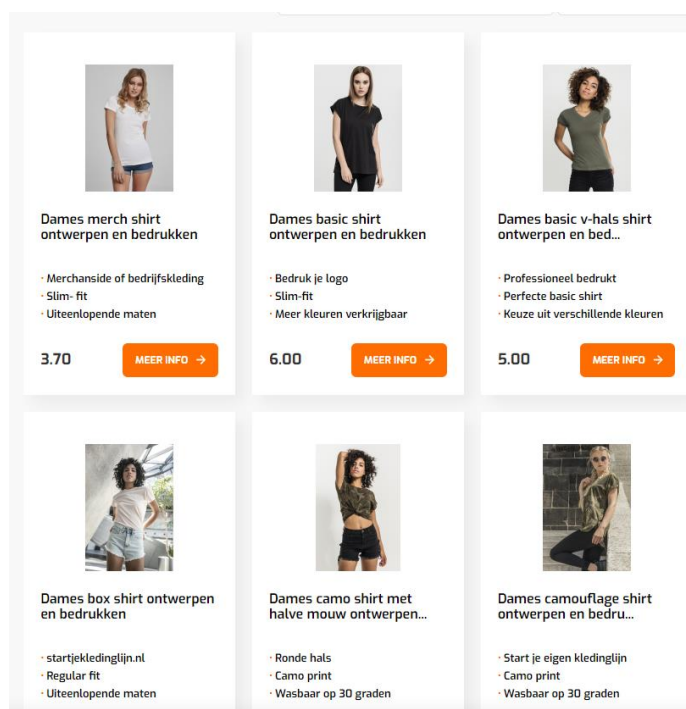 Dames merch shirt
ontwerpen en bedrukken
· Merchanside of bedrijfskleding
· Slim- fit
· Uiteenlopende maten
3.70
MEER INFO →
Dames basic shirt
ontwerpen en bedrukken
· Bedruk je logo
· Slim-fit
· Meer kleuren verkrijgbaar
6.00
MEER INFO →
Dames basic v-hals shirt
ontwerpen en bed...
· Professioneel bedrukt
· Perfecte basic shirt
· Keuze uit verschillende kleuren
5.00
MEER INFO →
Dames box shirt ontwerpen
en bedrukken
· startjekledinglijn.nl
· Regular fit
· Uiteenlopende maten
Dames camo shirt met
halve mouw ontwerpen...
· Ronde hals
· Camo print
· Wasbaar op 30 graden
Dames camouflage shirt
ontwerpen en bedru...
· Start je eigen kledinglijn
· Camo print
· Wasbaar op 30 graden